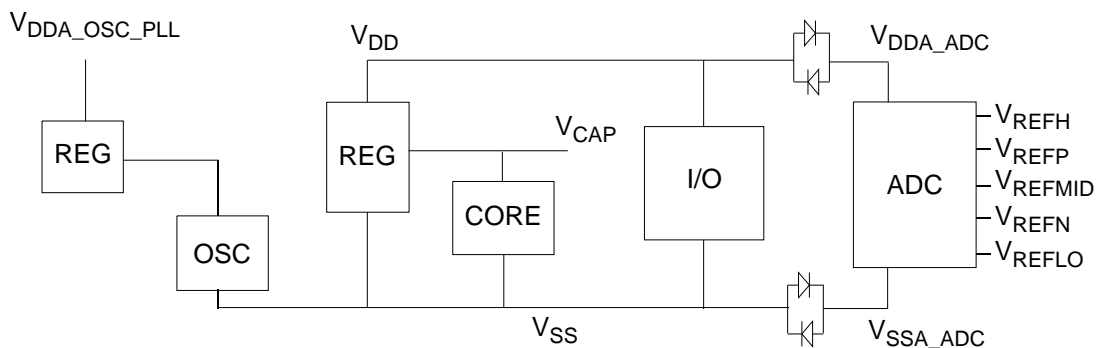 VDDA_OSC_PLL
VDD
VDDA_ADC
REG
REG
VCAP
CORE
I/O
ADC
VREFH
VREFP
VREFMID
VREFN
VREFLO
OSC
VSS
VSSA_ADC